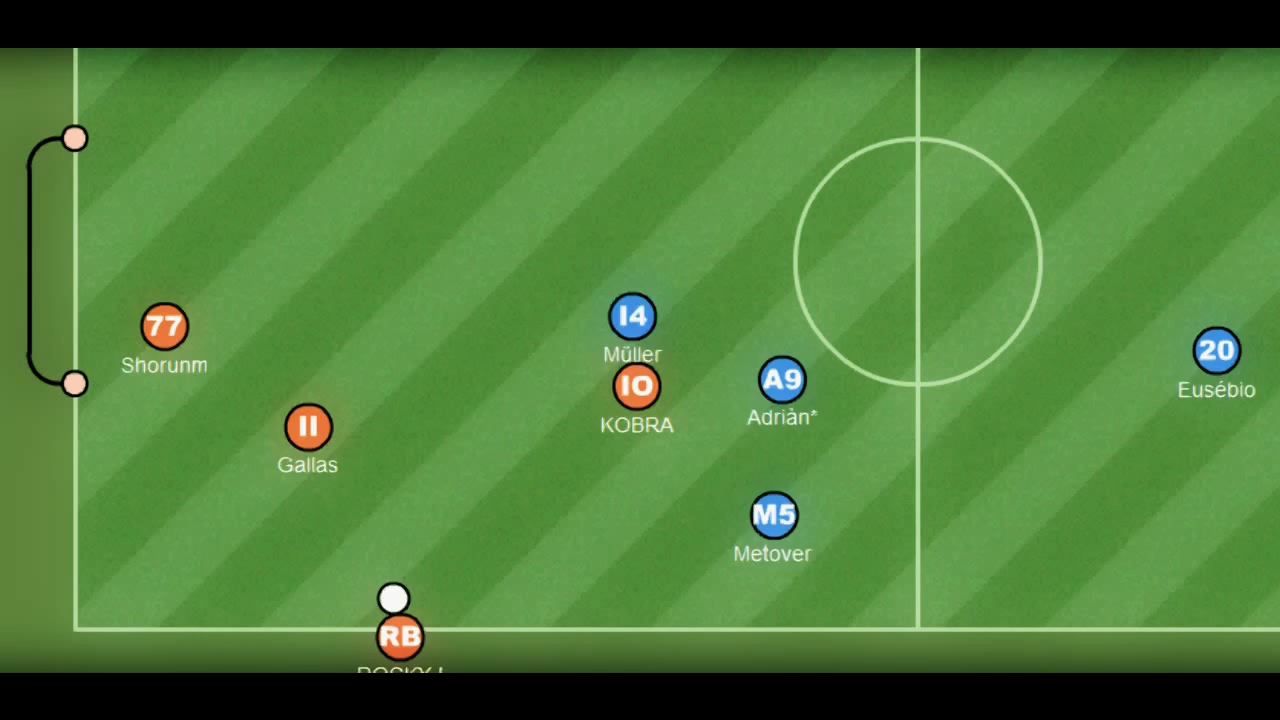 14
Müller
77
Shorunm
20
Eusébio
A9
Adrián*
10
KOBRA
11
Gallas
M5
Metover
RB